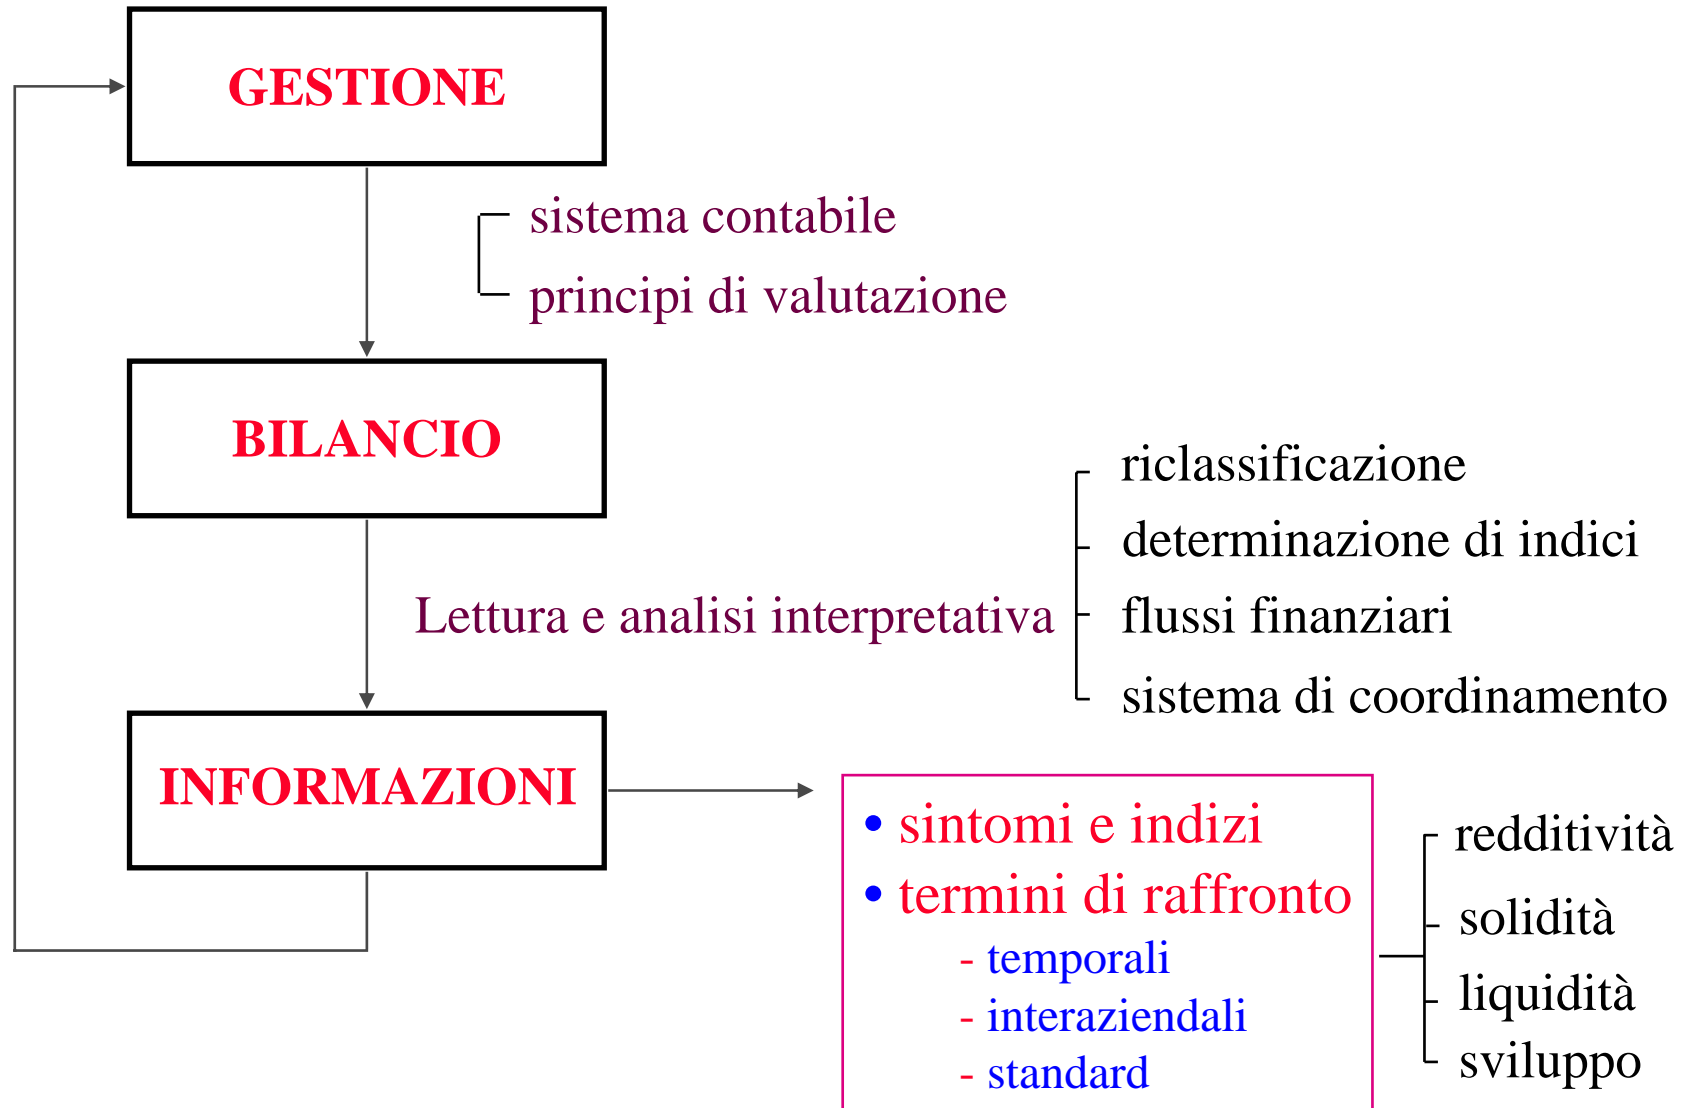 GESTIONE
sistema contabile
principi di valutazione
BILANCIO
riclassificazione
determinazione di indici
Lettura e analisi interpretativa
flussi finanziari
sistema di coordinamento
INFORMAZIONI
• sintomi e indizi
• termini di raffronto
- temporali
- interaziendali
- standard
redditività
solidità
liquidità
sviluppo